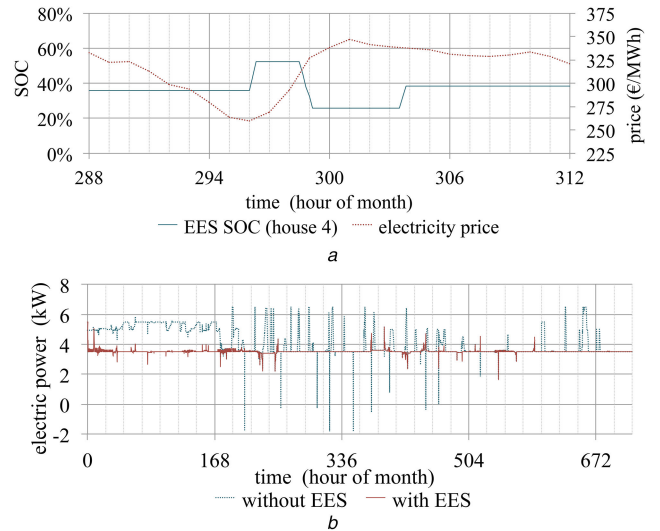 80%
60%
40%
20%
0%
SOC
375
350
325
300
275
250
225
price (€/MWh)
288 294 300 306 312
time (hour of month)
EES SOC (house 4) electricity price
a
8
6
4
2
0
-2
electric power (kW)
0 168 336 504 672
time (hour of month)
without EES with EES
b